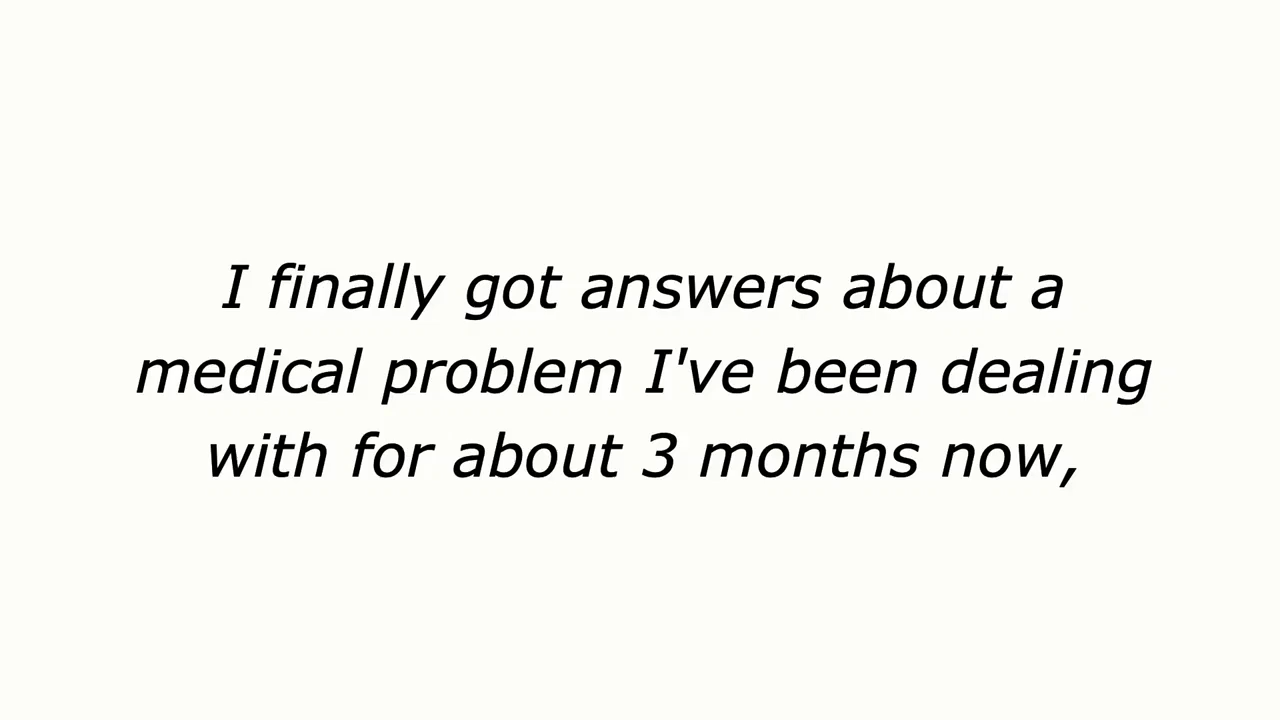 I finally got answers about a
medical problem I've been dealing
with for about 3 months now,